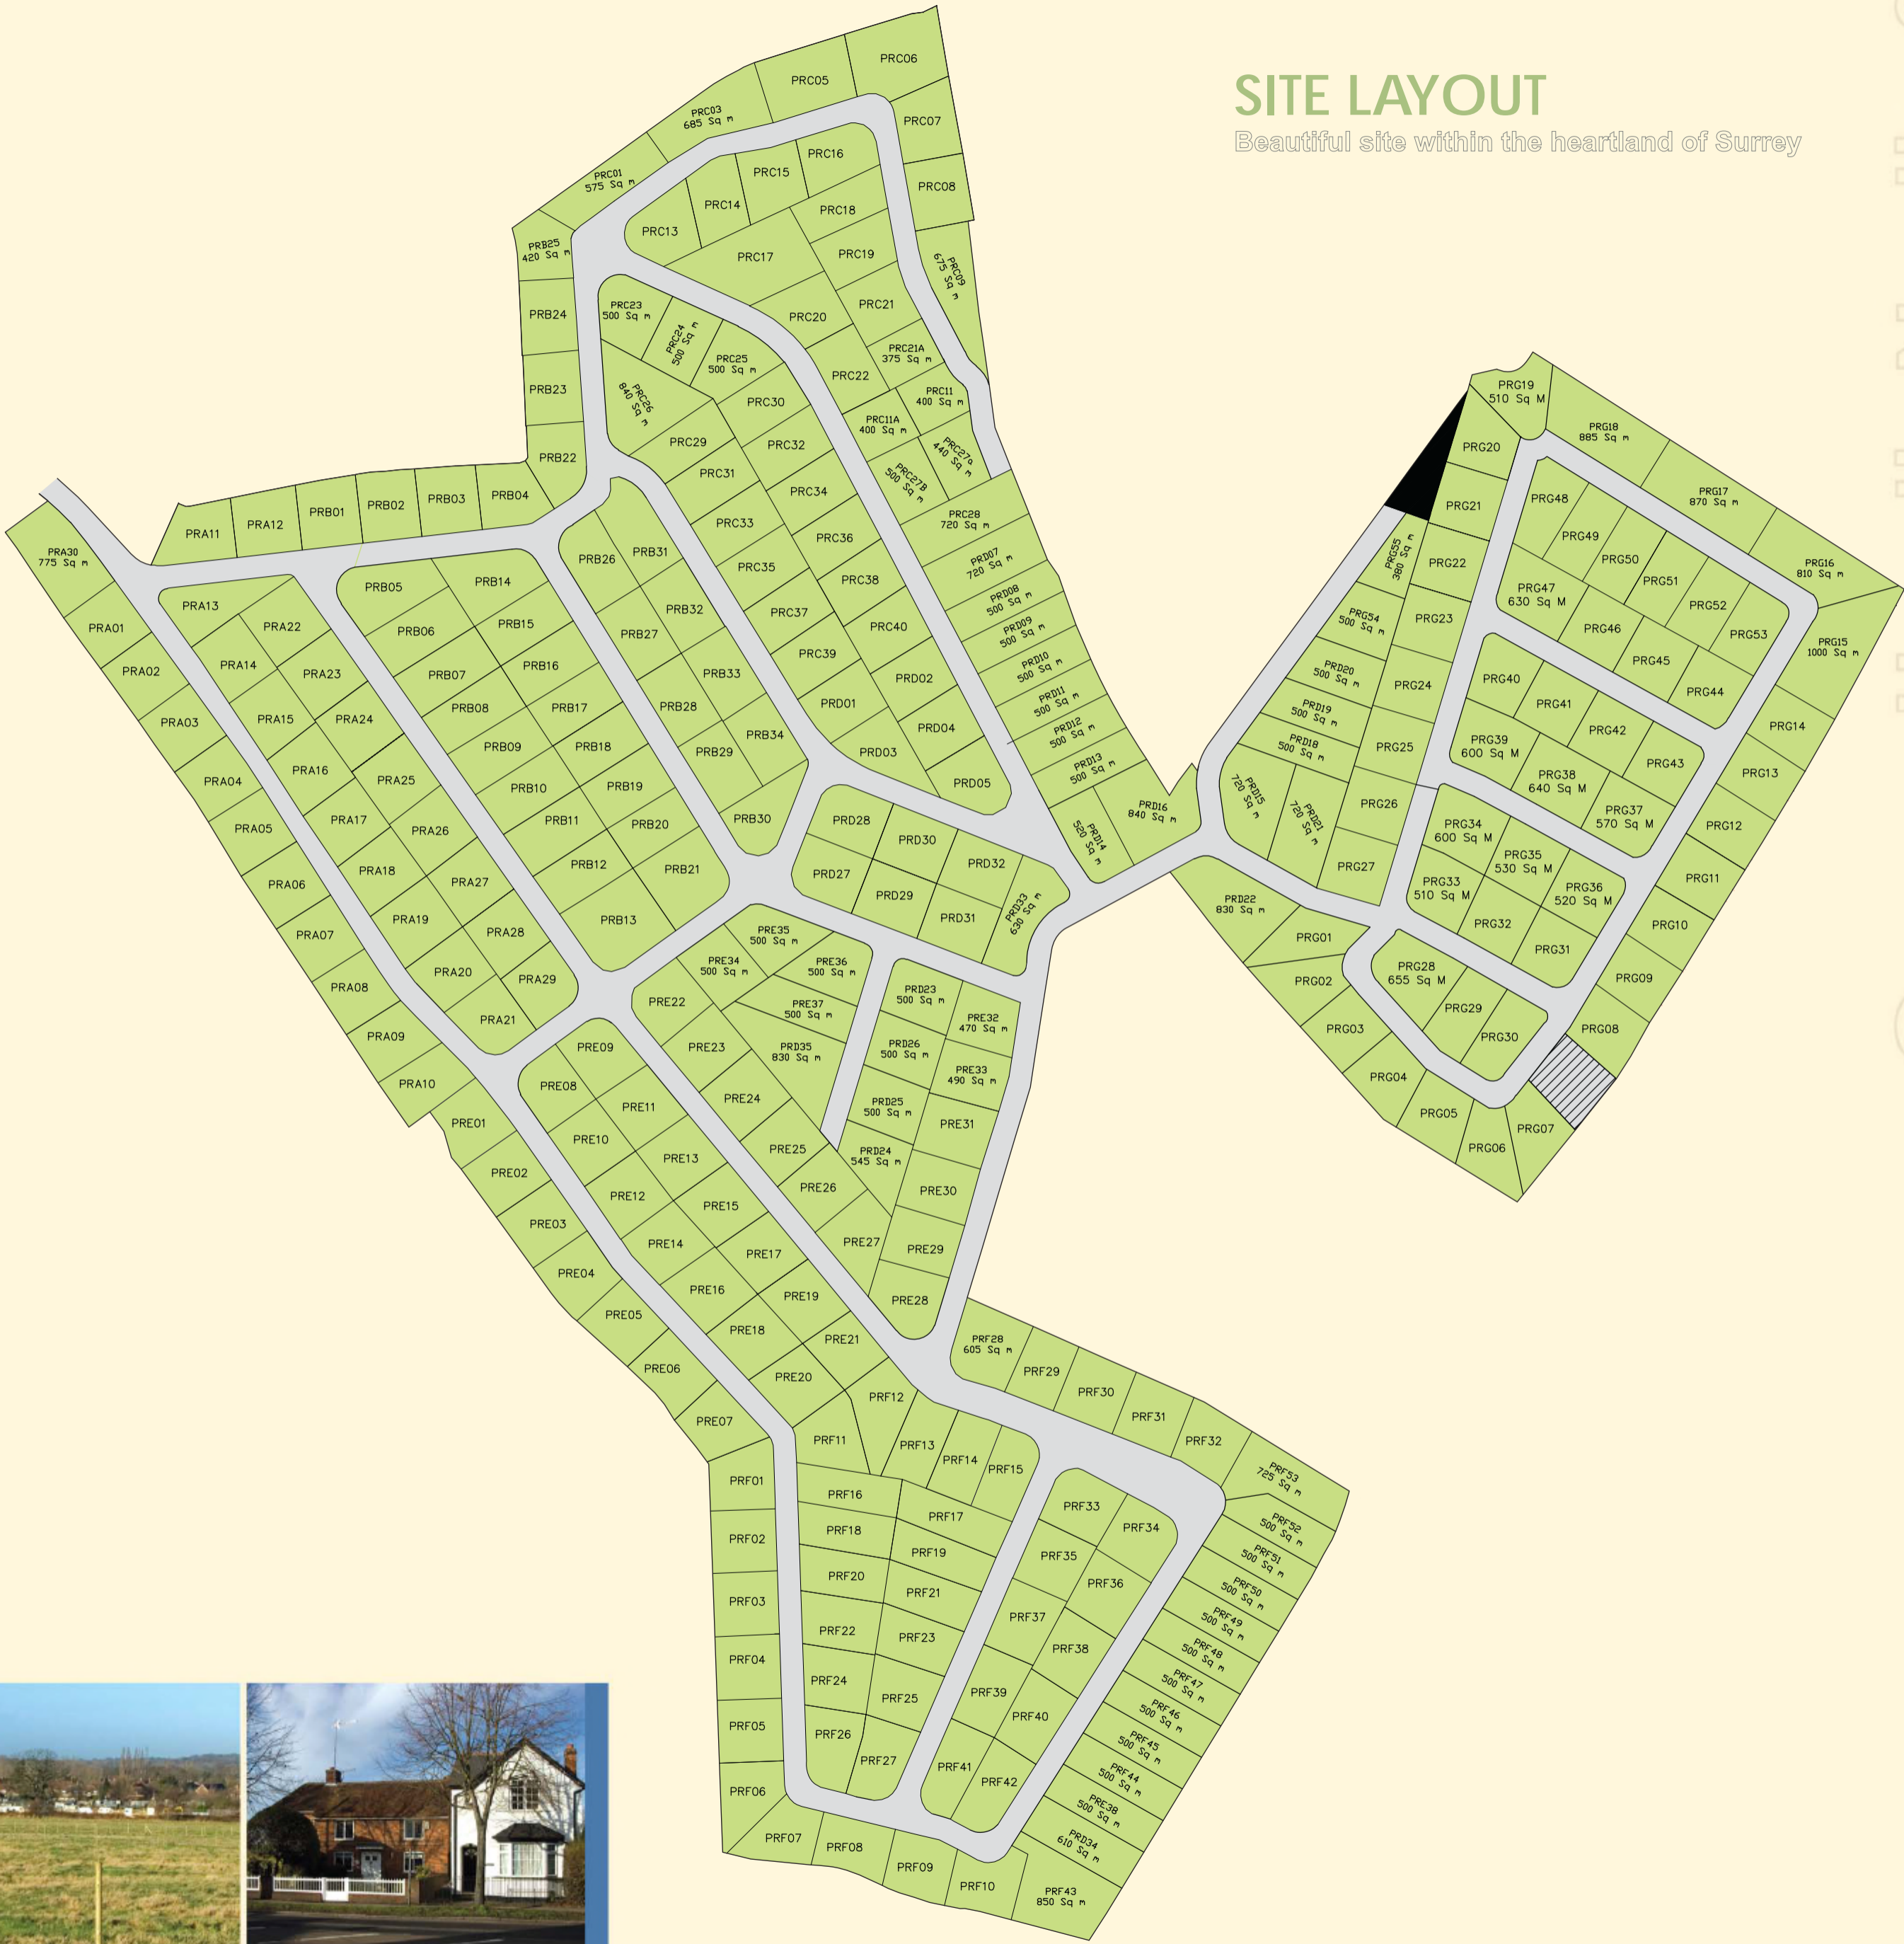 SITE LAYOUT
Beautiful site within the heartland of Surrey
PRC06
PRC05
PRC03
685 Sq m
PRC07
PRC01
575 Sq m
PRC16
PRC15
PRC14
PRC13
PRC08
PRC18
PRC17
PRC19
PRC09
675 Sq m
PRB25
420 Sq m
PRB24
PRB23
PRB22
PRC23
500 Sq m
PRC24
500 Sq m
PRC25
500 Sq m
PRC26
840 Sq m
PRC20
PRC21
PRC21A
375 Sq m
PRC22
PRC11
400 Sq m
PRC11A
400 Sq m
PRC27a
440 Sq m
PRC27B
500 Sq m
PRC28
720 Sq m
PRC30
PRC29
PRC32
PRC31
PRC34
PRC33
PRC36
PRC35
PRC38
PRC37
PRC40
PRC39
PRD02
PRD01
PRD04
PRD03
PRD05
PRD07
720 Sq m
PRD08
500 Sq m
PRD09
500 Sq m
PRD10
500 Sq m
PRD11
500 Sq m
PRD12
500 Sq m
PRD13
500 Sq m
PRD14
520 Sq m
PRD16
840 Sq m
PRA30
775 Sq m
PRA11
PRA12
PRB01
PRB02
PRB03
PRB04
PRA01
PRA02
PRA03
PRA04
PRA05
PRA06
PRA07
PRA08
PRA09
PRA10
PRA13
PRA22
PRA14
PRA23
PRA15
PRA24
PRA16
PRA25
PRA17
PRA26
PRA18
PRA27
PRA19
PRA28
PRA20
PRA29
PRA21
PRB05
PRB14
PRB06
PRB15
PRB07
PRB16
PRB08
PRB17
PRB09
PRB18
PRB10
PRB19
PRB11
PRB20
PRB12
PRB21
PRB13
PRB26
PRB31
PRB32
PRB27
PRB33
PRB28
PRB34
PRB29
PRB30
PRD28
PRD30
PRD32
PRD27
PRD29
PRD31
PRD33
630 Sq m
PRE35
500 Sq m
PRE34
500 Sq m
PRE36
500 Sq m
PRE37
500 Sq m
PRD35
830 Sq m
PRE22
PRE23
PRE24
PRE25
PRE26
PRE27
PRE28
PRD23
500 Sq m
PRE32
470 Sq m
PRD26
500 Sq m
PRE33
490 Sq m
PRD25
500 Sq m
PRE31
PRD24
545 Sq m
PRE30
PRE29
PRE09
PRE08
PRE11
PRE10
PRE13
PRE12
PRE15
PRE14
PRE17
PRE16
PRE19
PRE18
PRE21
PRE20
PRE01
PRE02
PRE03
PRE04
PRE05
PRE06
PRE07
PRG19
510 Sq M
PRG18
885 Sq m
PRG17
870 Sq m
PRG16
810 Sq m
PRG15
1000 Sq m
PRG20
PRG21
PRG22
PRG23
PRG24
PRG25
PRG26
PRG27
PRG55
380 Sq m
PRG54
500 Sq m
PRD20
500 Sq m
PRD19
500 Sq m
PRD18
500 Sq m
PRD15
720 Sq m
PRD21
720 Sq m
PRG48
PRG49
PRG50
PRG51
PRG52
PRG53
PRG47
630 Sq M
PRG46
PRG45
PRG44
PRG40
PRG41
PRG42
PRG43
PRG39
600 Sq M
PRG38
640 Sq M
PRG37
570 Sq M
PRG34
600 Sq M
PRG35
530 Sq M
PRG36
520 Sq M
PRG33
510 Sq M
PRG32
PRG31
PRG28
655 Sq M
PRG29
PRG30
PRG14
PRG13
PRG12
PRG11
PRG10
PRG09
PRG08
PRD22
830 Sq m
PRG01
PRG02
PRG03
PRG04
PRG05
PRG06
PRG07
PRF28
605 Sq m
PRF29
PRF30
PRF31
PRF32
PRF53
725 Sq m
PRF52
500 Sq m
PRF51
500 Sq m
PRF50
500 Sq m
PRF49
500 Sq m
PRF48
500 Sq m
PRF47
500 Sq m
PRF46
500 Sq m
PRF45
500 Sq m
PRF44
500 Sq m
PRE38
500 Sq m
PRD34
610 Sq m
PRF43
850 Sq m
PRF12
PRF11
PRF13
PRF14
PRF15
PRF16
PRF17
PRF18
PRF19
PRF20
PRF21
PRF22
PRF23
PRF24
PRF25
PRF26
PRF27
PRF33
PRF34
PRF35
PRF36
PRF37
PRF38
PRF39
PRF40
PRF41
PRF42
PRF01
PRF02
PRF03
PRF04
PRF05
PRF06
PRF07
PRF08
PRF09
PRF10